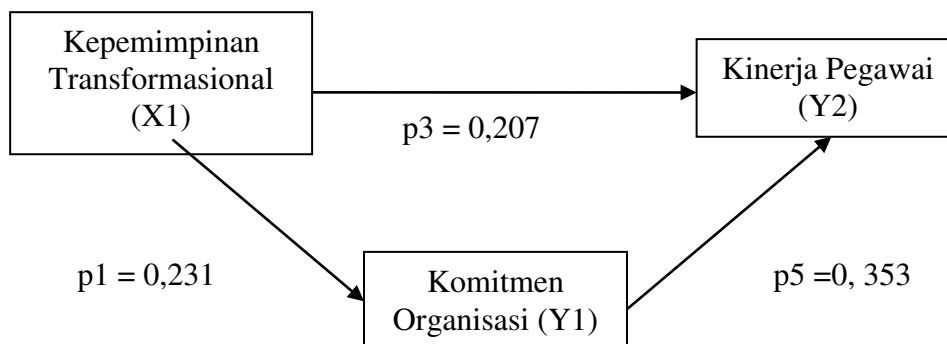 Kepemimpinan
Transformasional
(X1)
Kinerja Pegawai
(Y2)
p3 = 0,207
p1 = 0,231
Komitmen
Organisasi (Y1)
p5 =0, 353